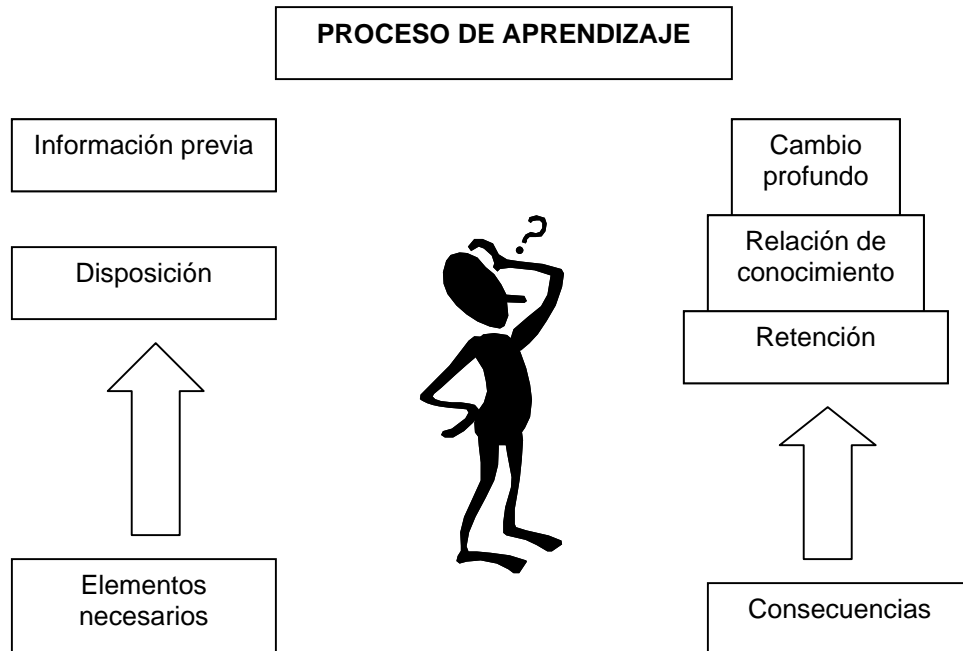 PROCESO DE APRENDIZAJE
Información previa
Disposición
Elementos
necesarios
?
Cambio
profundo
Relación de
conocimiento
Retención
Consecuencias